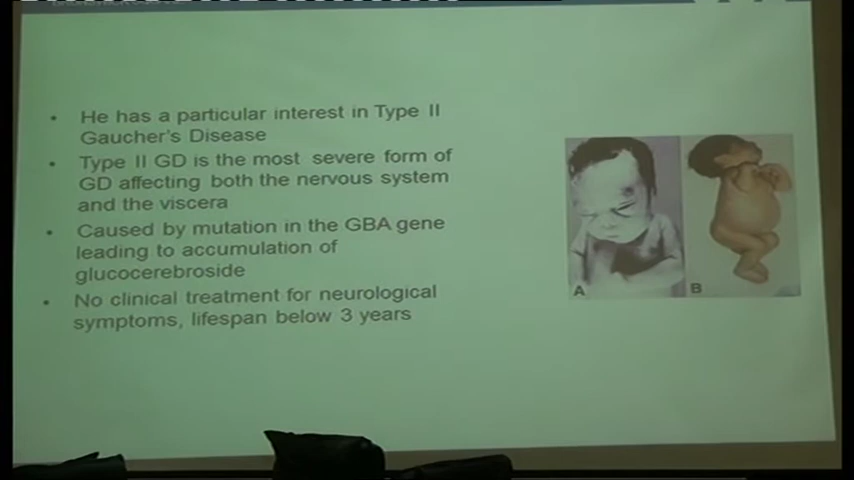 • He has a particular interest in Type II
Gaucher's Disease
• Type II GD is the most severe form of
GD affecting both the nervous system
and the viscera
• Caused by mutation in the GBA gene
leading to accumulation of
glucocerebroside
• No clinical treatment for neurological
symptoms, lifespan below 3 years
A
B